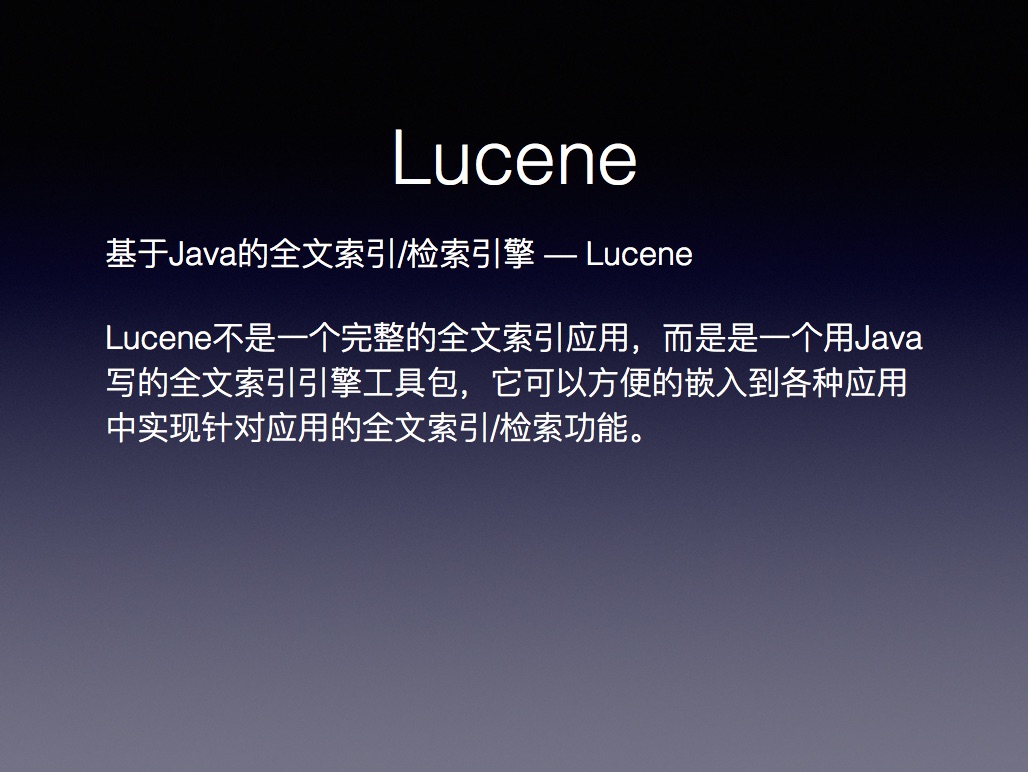 Lucene
基于Java的全文索引/检索引擎 — Lucene
Lucene不是一个完整的全文索引应用，而是是一个用Java
写的全文索引引擎工具包，它可以方便的嵌入到各种应用
中实现针对应用的全文索引/检索功能。